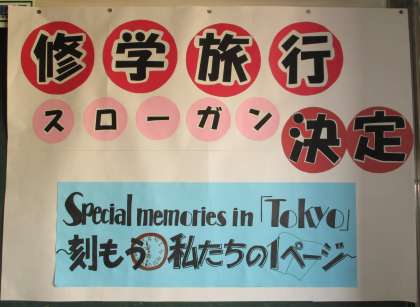 修学旅行
スローガン決定
Special memories in「Tokyo」
刻もう私たちの1ページ